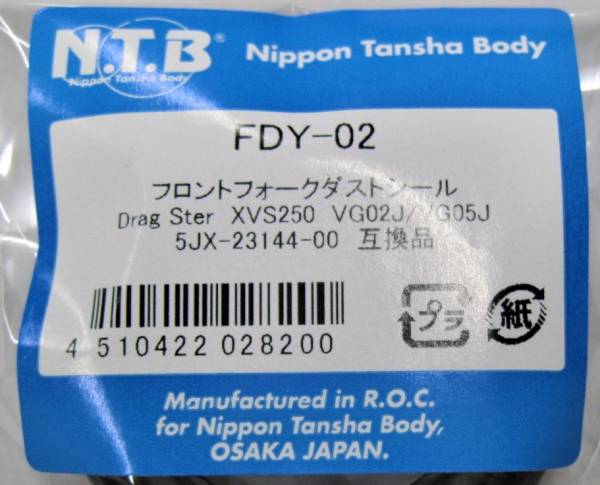 N.T.B®
Nippon Tansha Body
Nippon Tansha Body
FDY-02
フロントフォークダストシール
Drag Ster XVS250 VG02J/VG05J
5JX-23144-00 互換品
4 510422 028200
プラ
紙
Manufactured in R.O.C.
for Nippon Tansha Body,
OSAKA JAPAN.